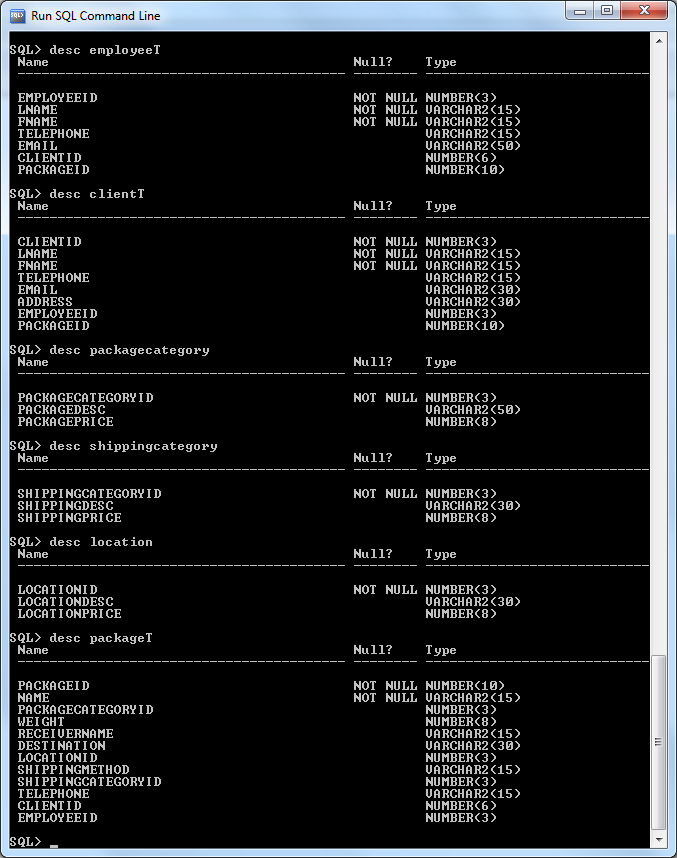 Run SQL Command Line
SQL> desc employeeT
Name Null? Type
----------------------------------------- -------- ----------------------------
EMPLOYEEID NOT NULL NUMBER(3)
LNAME NOT NULL VARCHAR2(15)
FNAME NOT NULL VARCHAR2(15)
TELEPHONE VARCHAR2(15)
EMAIL VARCHAR2(50)
CLIENTID NUMBER(6)
PACKAGEID NUMBER(10)
SQL> desc clientT
Name Null? Type
----------------------------------------- -------- ----------------------------
CLIENTID NOT NULL NUMBER(3)
LNAME NOT NULL VARCHAR2(15)
FNAME NOT NULL VARCHAR2(15)
TELEPHONE VARCHAR2(15)
EMAIL VARCHAR2(30)
ADDRESS VARCHAR2(30)
EMPLOYEEID NUMBER(3)
PACKAGEID NUMBER(10)
SQL> desc packagecategory
Name Null? Type
----------------------------------------- -------- ----------------------------
PACKAGECATEGORYID NOT NULL NUMBER(3)
PACKAGEDESC VARCHAR2(50)
PACKAGEPRICE NUMBER(8)
SQL> desc shippingcategory
Name Null? Type
----------------------------------------- -------- ----------------------------
SHIPPINGCATEGORYID NOT NULL NUMBER(3)
SHIPPINGDESC VARCHAR2(30)
SHIPPINGPRICE NUMBER(8)
SQL> desc location
Name Null? Type
----------------------------------------- -------- ----------------------------
LOCATIONID NOT NULL NUMBER(3)
LOCATIONDESC VARCHAR2(30)
LOCATIONPRICE NUMBER(8)
SQL> desc packageT
Name Null? Type
----------------------------------------- -------- ----------------------------
PACKAGEID NOT NULL NUMBER(10)
NAME NOT NULL VARCHAR2(15)
PACKAGECATEGORYID NUMBER(3)
WEIGHT NUMBER(8)
RECEIVERNAME VARCHAR2(15)
DESTINATION VARCHAR2(30)
LOCATIONID NUMBER(3)
SHIPPINGMETHOD VARCHAR2(15)
SHIPPINGCATEGORYID NUMBER(3)
TELEPHONE VARCHAR2(15)
CLIENTID NUMBER(6)
EMPLOYEEID NUMBER(3)
SQL> _